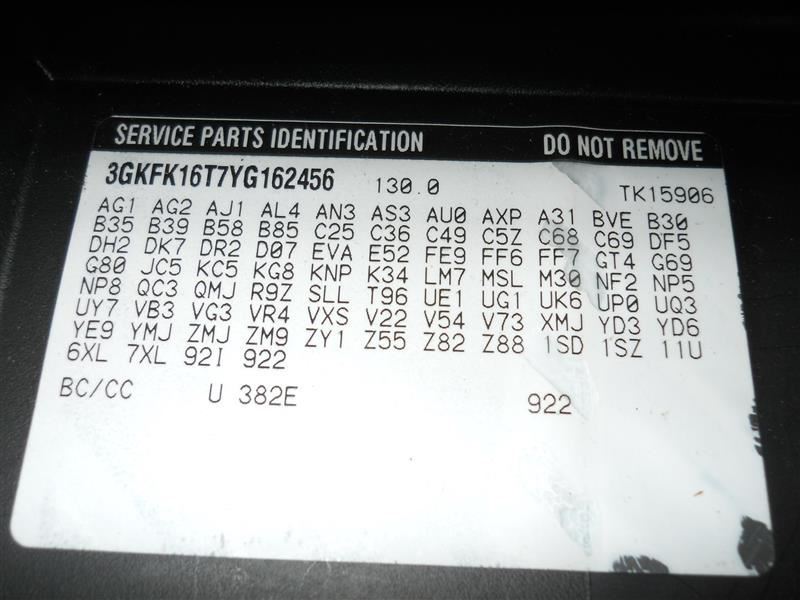 SERVICE PARTS IDENTIFICATION DO NOT REMOVE
3GKFK16T7YG162456 130.0 TK15906
AG1 AG2 AJ1 AL4 AN3 AS3 AU0 AXP A31 BVE B30
B35 B39 B58 B85 C25 C36 C49 C5Z C68 C69 DF5
DH2 DK7 DR2 D07 EVA E52 FE9 FF6 FF7 GT4 G69
G80 JC5 KC5 KG8 KNP K34 LM7 MSL M30 NF2 NP5
NP8 QC3 QMJ R9Z SLL T96 UE1 UG1 UK6 UP0 UQ3
UY7 VB3 VG3 VR4 VXS V22 V54 V73 XMJ YD3 YD6
YE9 YMJ ZMJ ZM9 ZY1 Z55 Z82 Z88 1SD 1SZ 11U
6XL 7XL 92I 922
BC/CC U 382E 922